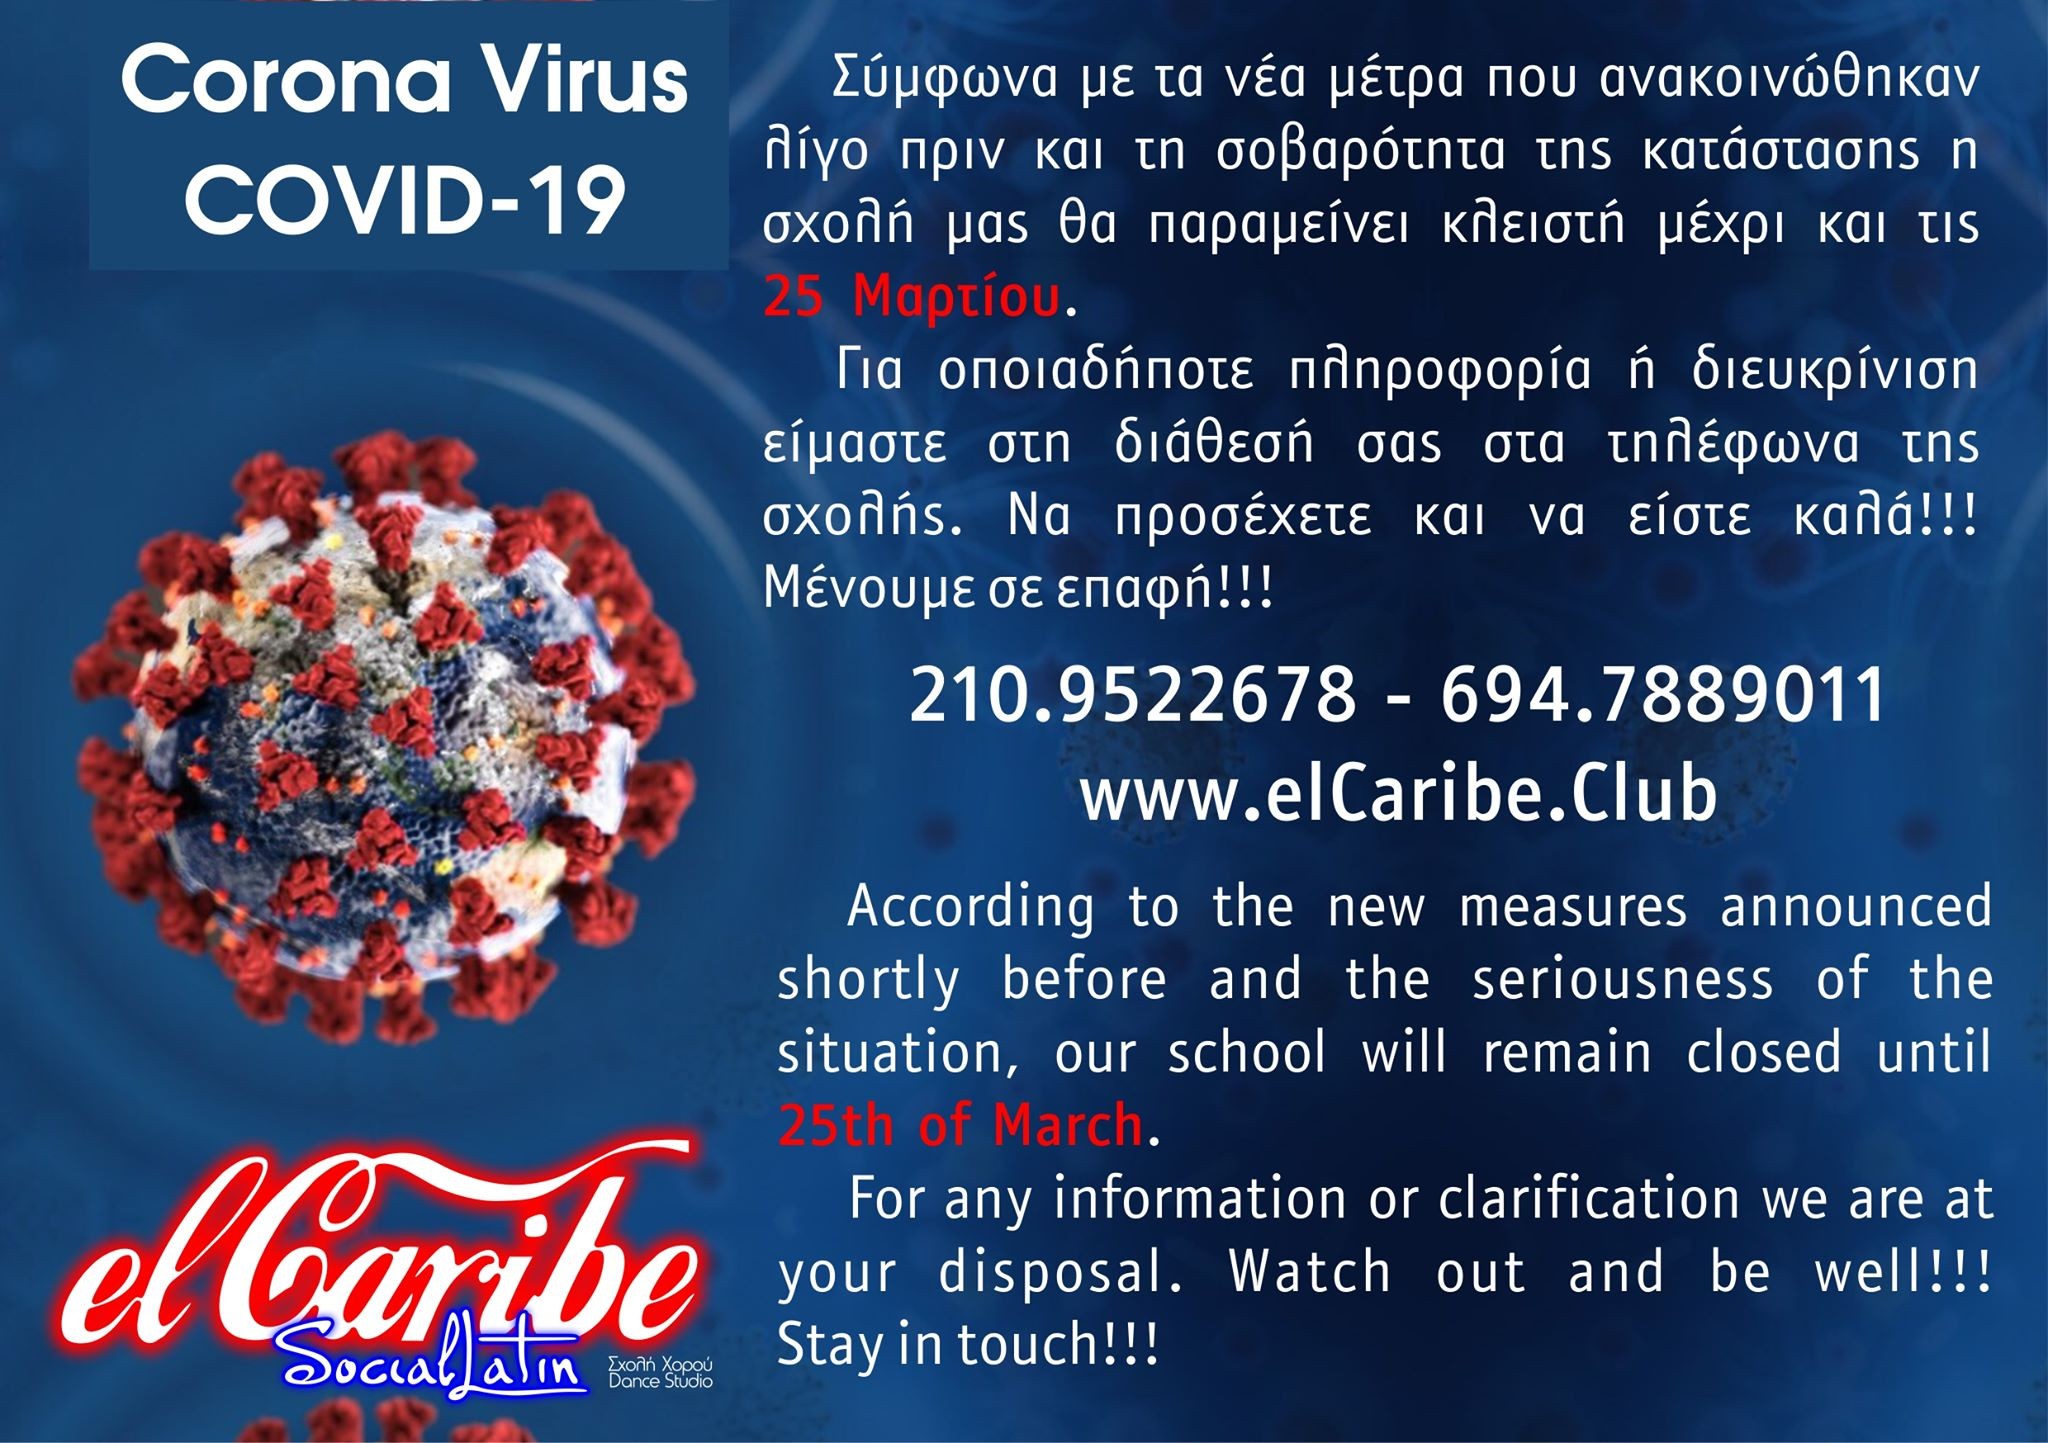 Corona Virus
COVID-19
Σύμφωνα με τα νέα μέτρα που ανακοινώθηκαν
λίγο πριν και τη σοβαρότητα της κατάστασης η
σχολή μας θα παραμείνει κλειστή μέχρι και τις
25 Μαρτίου.
Για οποιαδήποτε πληροφορία ή διευκρίνιση
είμαστε στη διάθεσή σας στα τηλέφωνα της
σχολής. Να προσέχετε και να είστε καλά!!!
Μένουμε σε επαφή!!!
210.9522678 - 694.7889011
www.elCaribe.Club
According to the new measures announced
shortly before and the seriousness of the
situation, our school will remain closed until
25th of March.
For any information or clarification we are at
your disposal. Watch out and be well!!!
Stay in touch!!!
elCaribe
Social Latin
Σχολή Χορού
Dance Studio